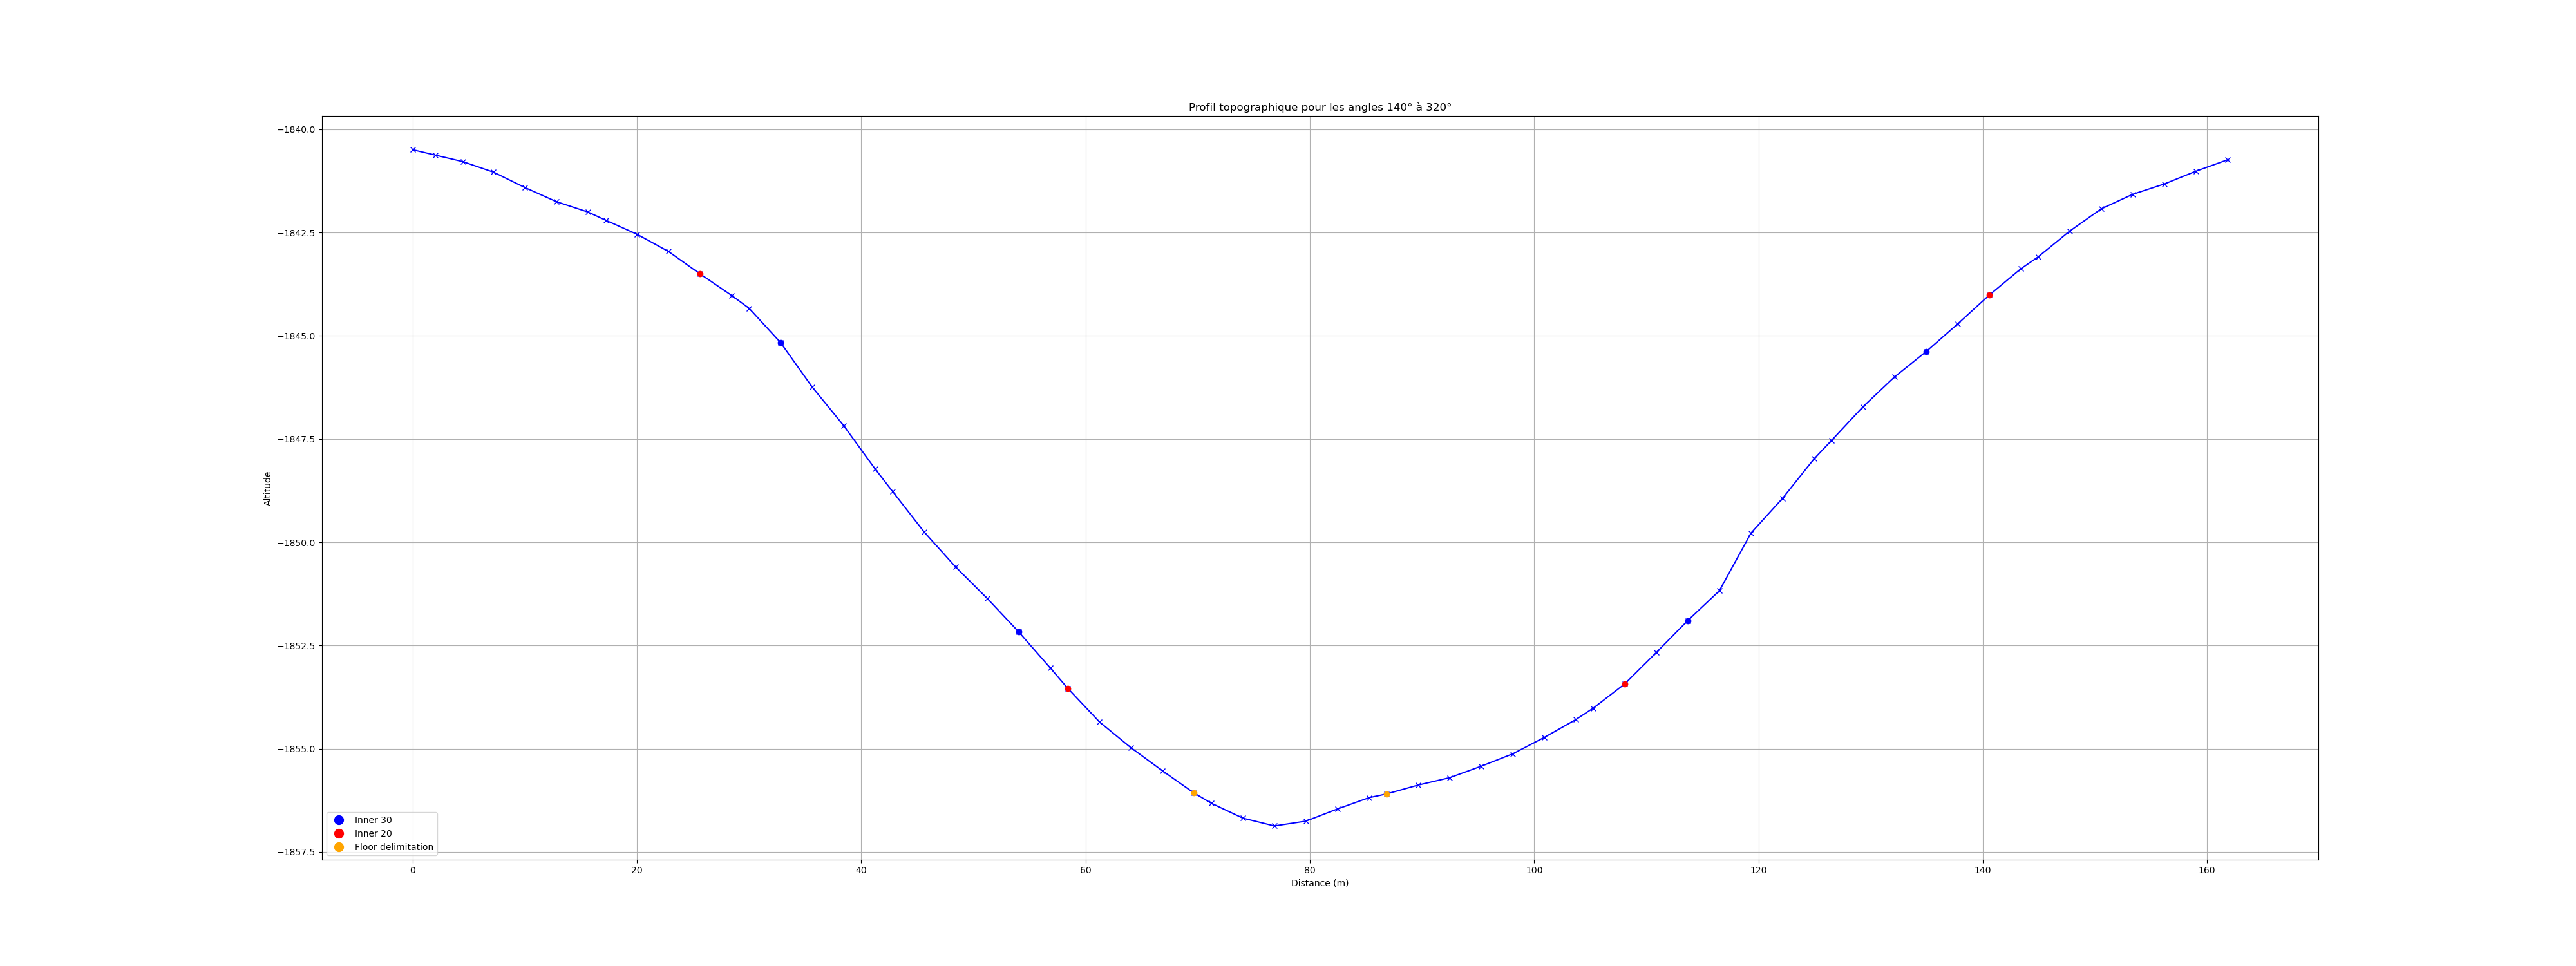 Profil topographique pour les angles 140° à 320°
Altitude
−1840.0
−1842.5
−1845.0
−1847.5
−1850.0
−1852.5
−1855.0
−1857.5
Inner 30
Inner 20
Floor delimitation
0 20 40 60 80 100 120 140 160
Distance (m)